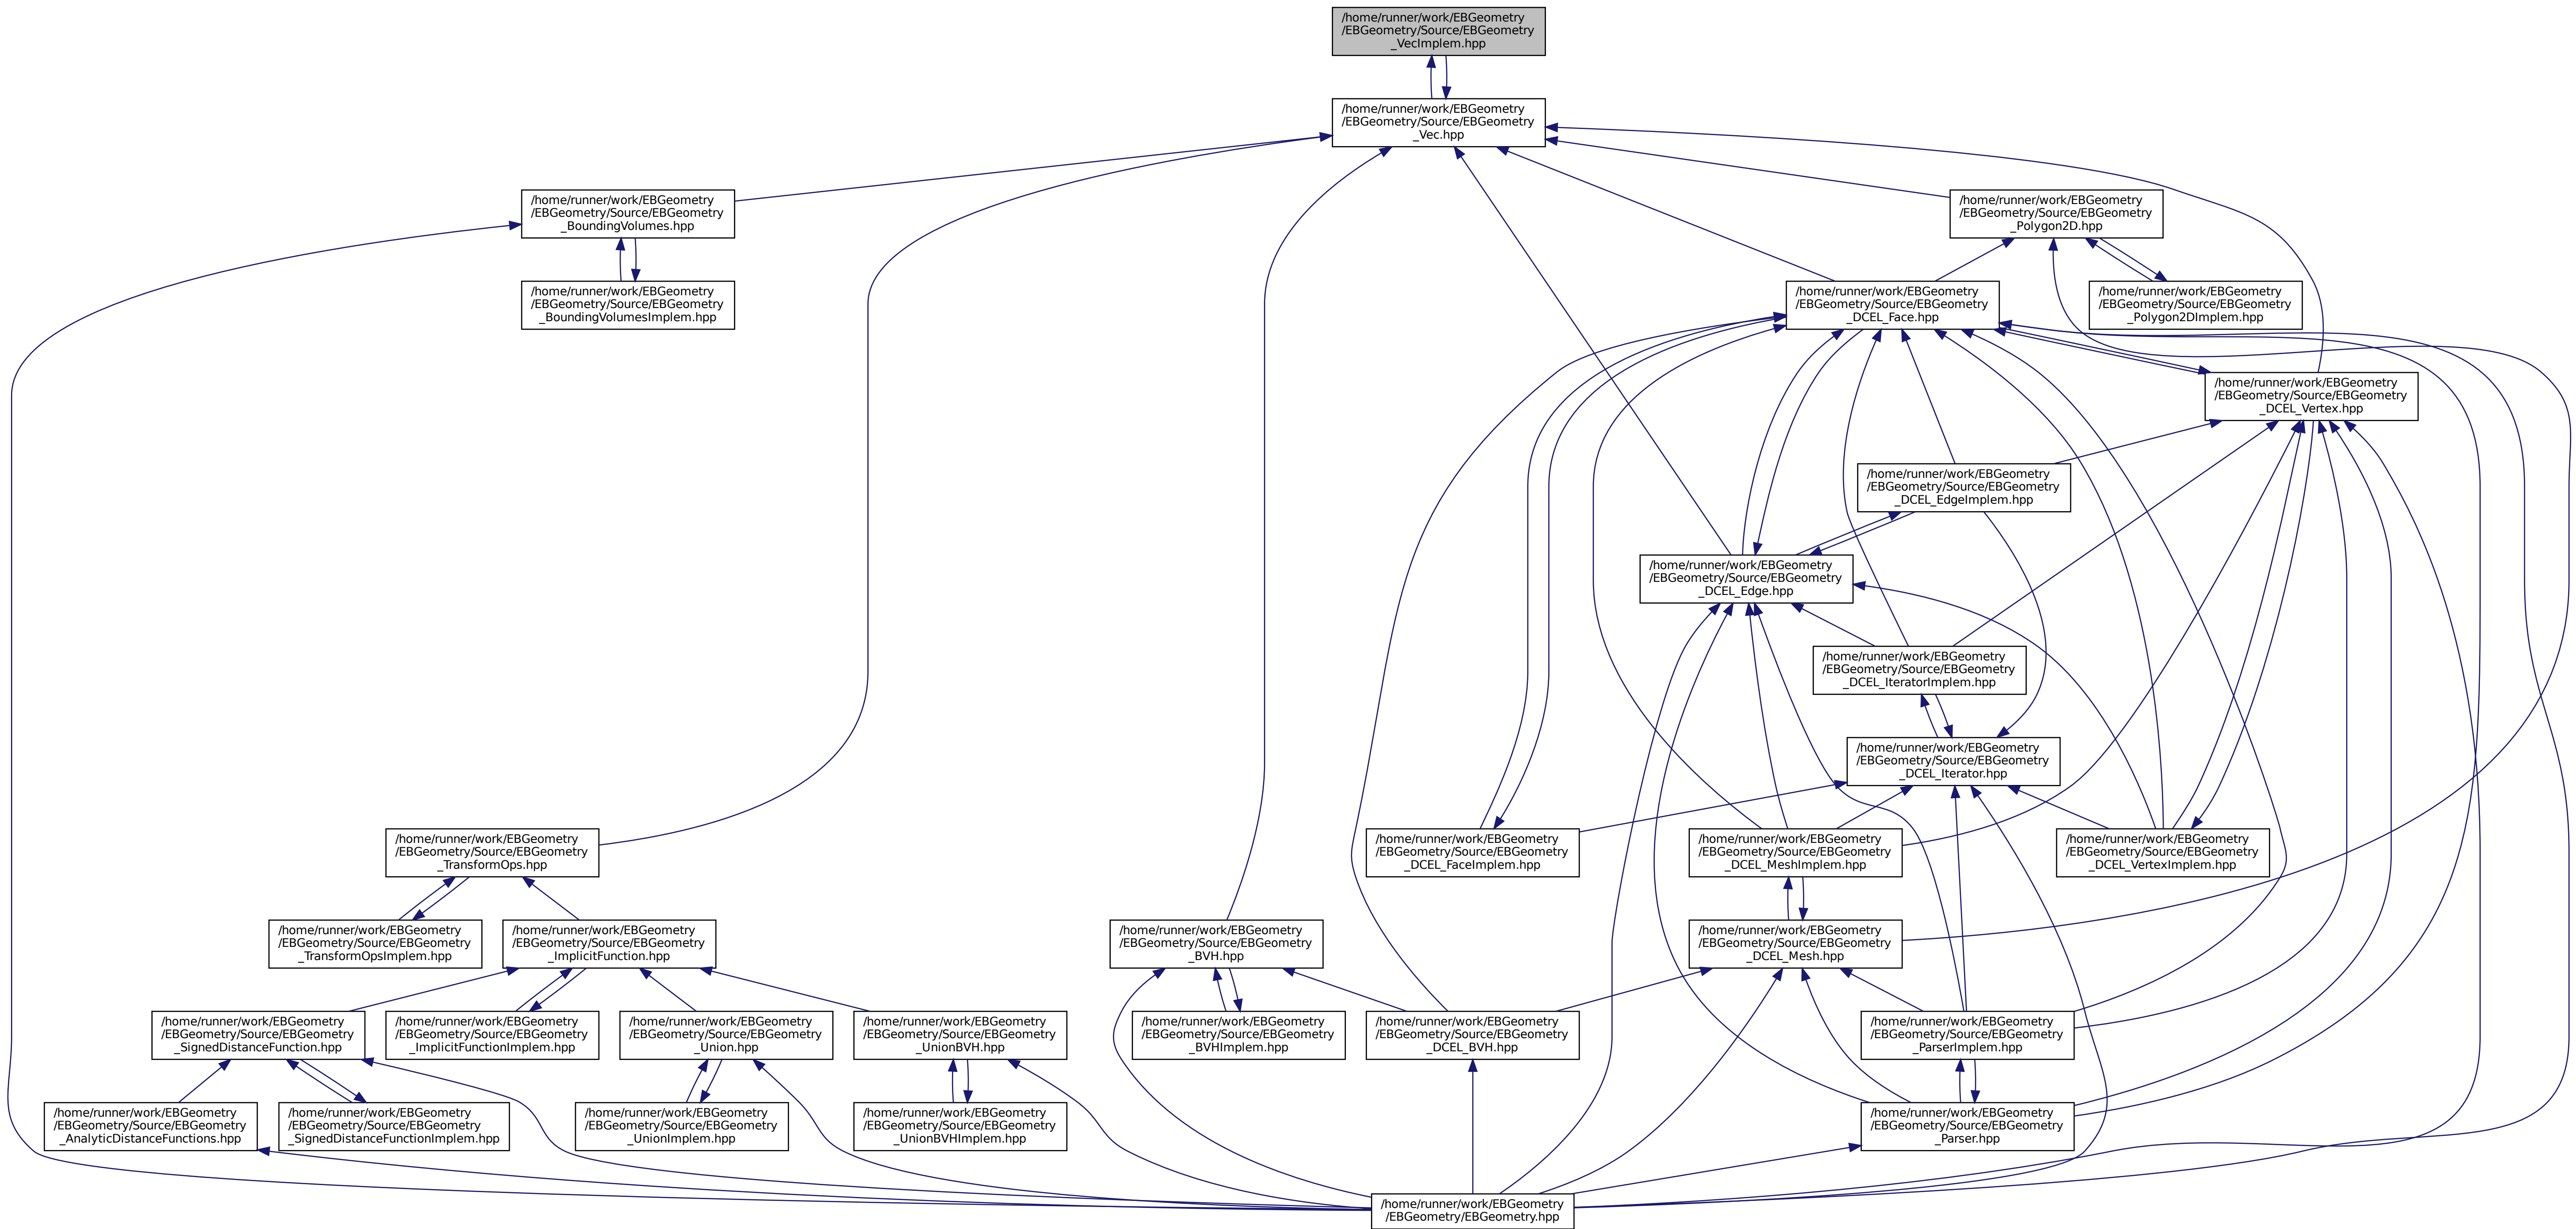 /home/runner/work/EBGeometry
/EBGeometry/Source/EBGeometry
_VecImplem.hpp
/home/runner/work/EBGeometry
/EBGeometry/Source/EBGeometry
_Vec.hpp
/home/runner/work/EBGeometry
/EBGeometry/Source/EBGeometry
_BoundingVolumes.hpp
/home/runner/work/EBGeometry
/EBGeometry/Source/EBGeometry
_Polygon2D.hpp
/home/runner/work/EBGeometry
/EBGeometry/Source/EBGeometry
_BoundingVolumesImplem.hpp
/home/runner/work/EBGeometry
/EBGeometry/Source/EBGeometry
_DCEL_Face.hpp
/home/runner/work/EBGeometry
/EBGeometry/Source/EBGeometry
_Polygon2DImplem.hpp
/home/runner/work/EBGeometry
/EBGeometry/Source/EBGeometry
_DCEL_Vertex.hpp
/home/runner/work/EBGeometry
/EBGeometry/Source/EBGeometry
_DCEL_EdgeImplem.hpp
/home/runner/work/EBGeometry
/EBGeometry/Source/EBGeometry
_DCEL_Edge.hpp
/home/runner/work/EBGeometry
/EBGeometry/Source/EBGeometry
_DCEL_IteratorImplem.hpp
/home/runner/work/EBGeometry
/EBGeometry/Source/EBGeometry
_DCEL_Iterator.hpp
/home/runner/work/EBGeometry
/EBGeometry/Source/EBGeometry
_TransformOps.hpp
/home/runner/work/EBGeometry
/EBGeometry/Source/EBGeometry
_DCEL_FaceImplem.hpp
/home/runner/work/EBGeometry
/EBGeometry/Source/EBGeometry
_DCEL_MeshImplem.hpp
/home/runner/work/EBGeometry
/EBGeometry/Source/EBGeometry
_DCEL_VertexImplem.hpp
/home/runner/work/EBGeometry
/EBGeometry/Source/EBGeometry
_TransformOpsImplem.hpp
/home/runner/work/EBGeometry
/EBGeometry/Source/EBGeometry
_ImplicitFunction.hpp
/home/runner/work/EBGeometry
/EBGeometry/Source/EBGeometry
_BVH.hpp
/home/runner/work/EBGeometry
/EBGeometry/Source/EBGeometry
_DCEL_Mesh.hpp
/home/runner/work/EBGeometry
/EBGeometry/Source/EBGeometry
_SignedDistanceFunction.hpp
/home/runner/work/EBGeometry
/EBGeometry/Source/EBGeometry
_ImplicitFunctionImplem.hpp
/home/runner/work/EBGeometry
/EBGeometry/Source/EBGeometry
_Union.hpp
/home/runner/work/EBGeometry
/EBGeometry/Source/EBGeometry
_UnionBVH.hpp
/home/runner/work/EBGeometry
/EBGeometry/Source/EBGeometry
_BVHImplem.hpp
/home/runner/work/EBGeometry
/EBGeometry/Source/EBGeometry
_DCEL_BVH.hpp
/home/runner/work/EBGeometry
/EBGeometry/Source/EBGeometry
_ParserImplem.hpp
/home/runner/work/EBGeometry
/EBGeometry/Source/EBGeometry
_AnalyticDistanceFunctions.hpp
/home/runner/work/EBGeometry
/EBGeometry/Source/EBGeometry
_SignedDistanceFunctionImplem.hpp
/home/runner/work/EBGeometry
/EBGeometry/Source/EBGeometry
_UnionImplem.hpp
/home/runner/work/EBGeometry
/EBGeometry/Source/EBGeometry
_UnionBVHImplem.hpp
/home/runner/work/EBGeometry
/EBGeometry/Source/EBGeometry
_Parser.hpp
/home/runner/work/EBGeometry
/EBGeometry/EBGeometry.hpp